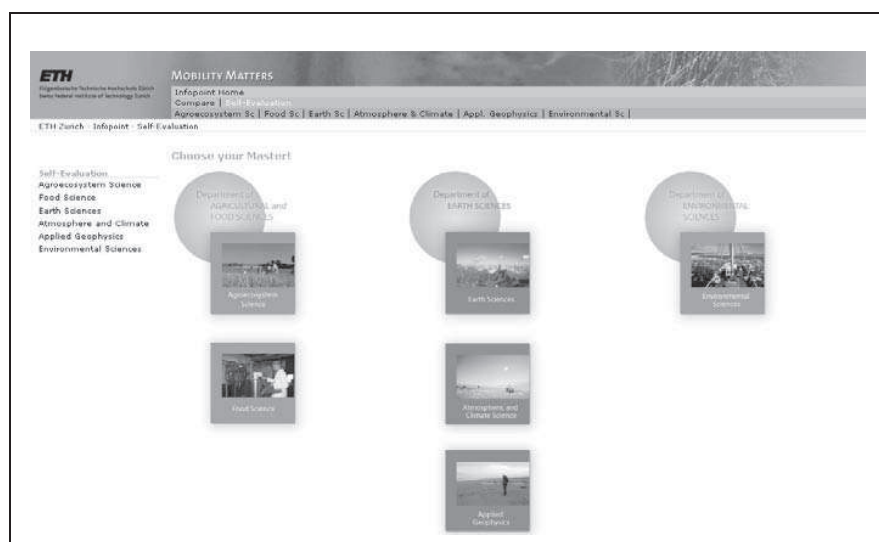 ETH
Eidgenössische Technische Hochschule Zürich
Swiss Federal Institute of Technology Zurich
MOBILITY MATTERS
Infopoint Home
Compare | Self-Evaluation
Agroecosystem Sc | Food Sc | Earth Sc | Atmosphere & Climate | Appl. Geophysics | Environmental Sc |
ETH Zurich - Infopoint - Self-Evaluation
Choose your Master!
Self-Evaluation
Agroecosystem Science
Food Science
Earth Sciences
Atmosphere and Climate
Applied Geophysics
Environmental Sciences
Department of
AGRICULTURAL and
FOOD SCIENCES
Agroecosystem
Science
Food Science
Department of
EARTH SCIENCES
Earth Sciences
Atmospheric and
Climate Science
Applied
Geophysics
Department of
ENVIRONMENTAL
SCIENCES
Environmental
Sciences